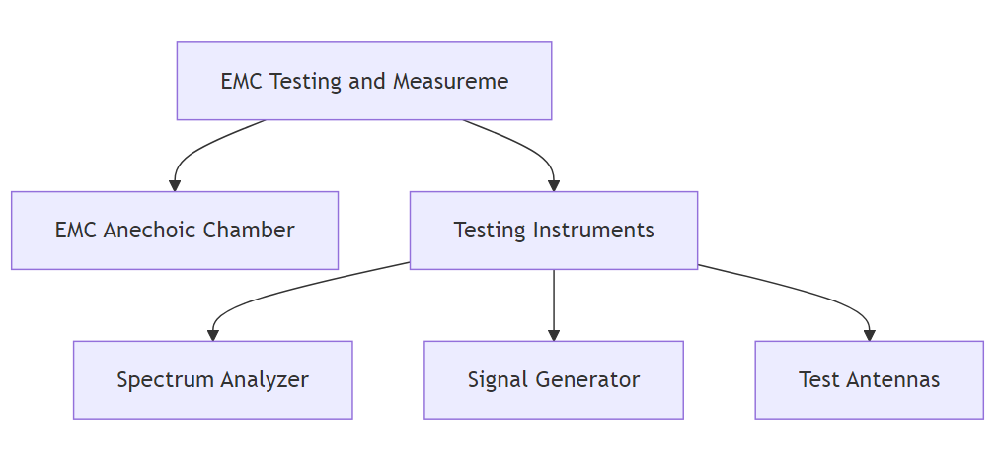 EMC Testing and Measureme
EMC Anechoic Chamber
Testing Instruments
Spectrum Analyzer
Signal Generator
Test Antennas